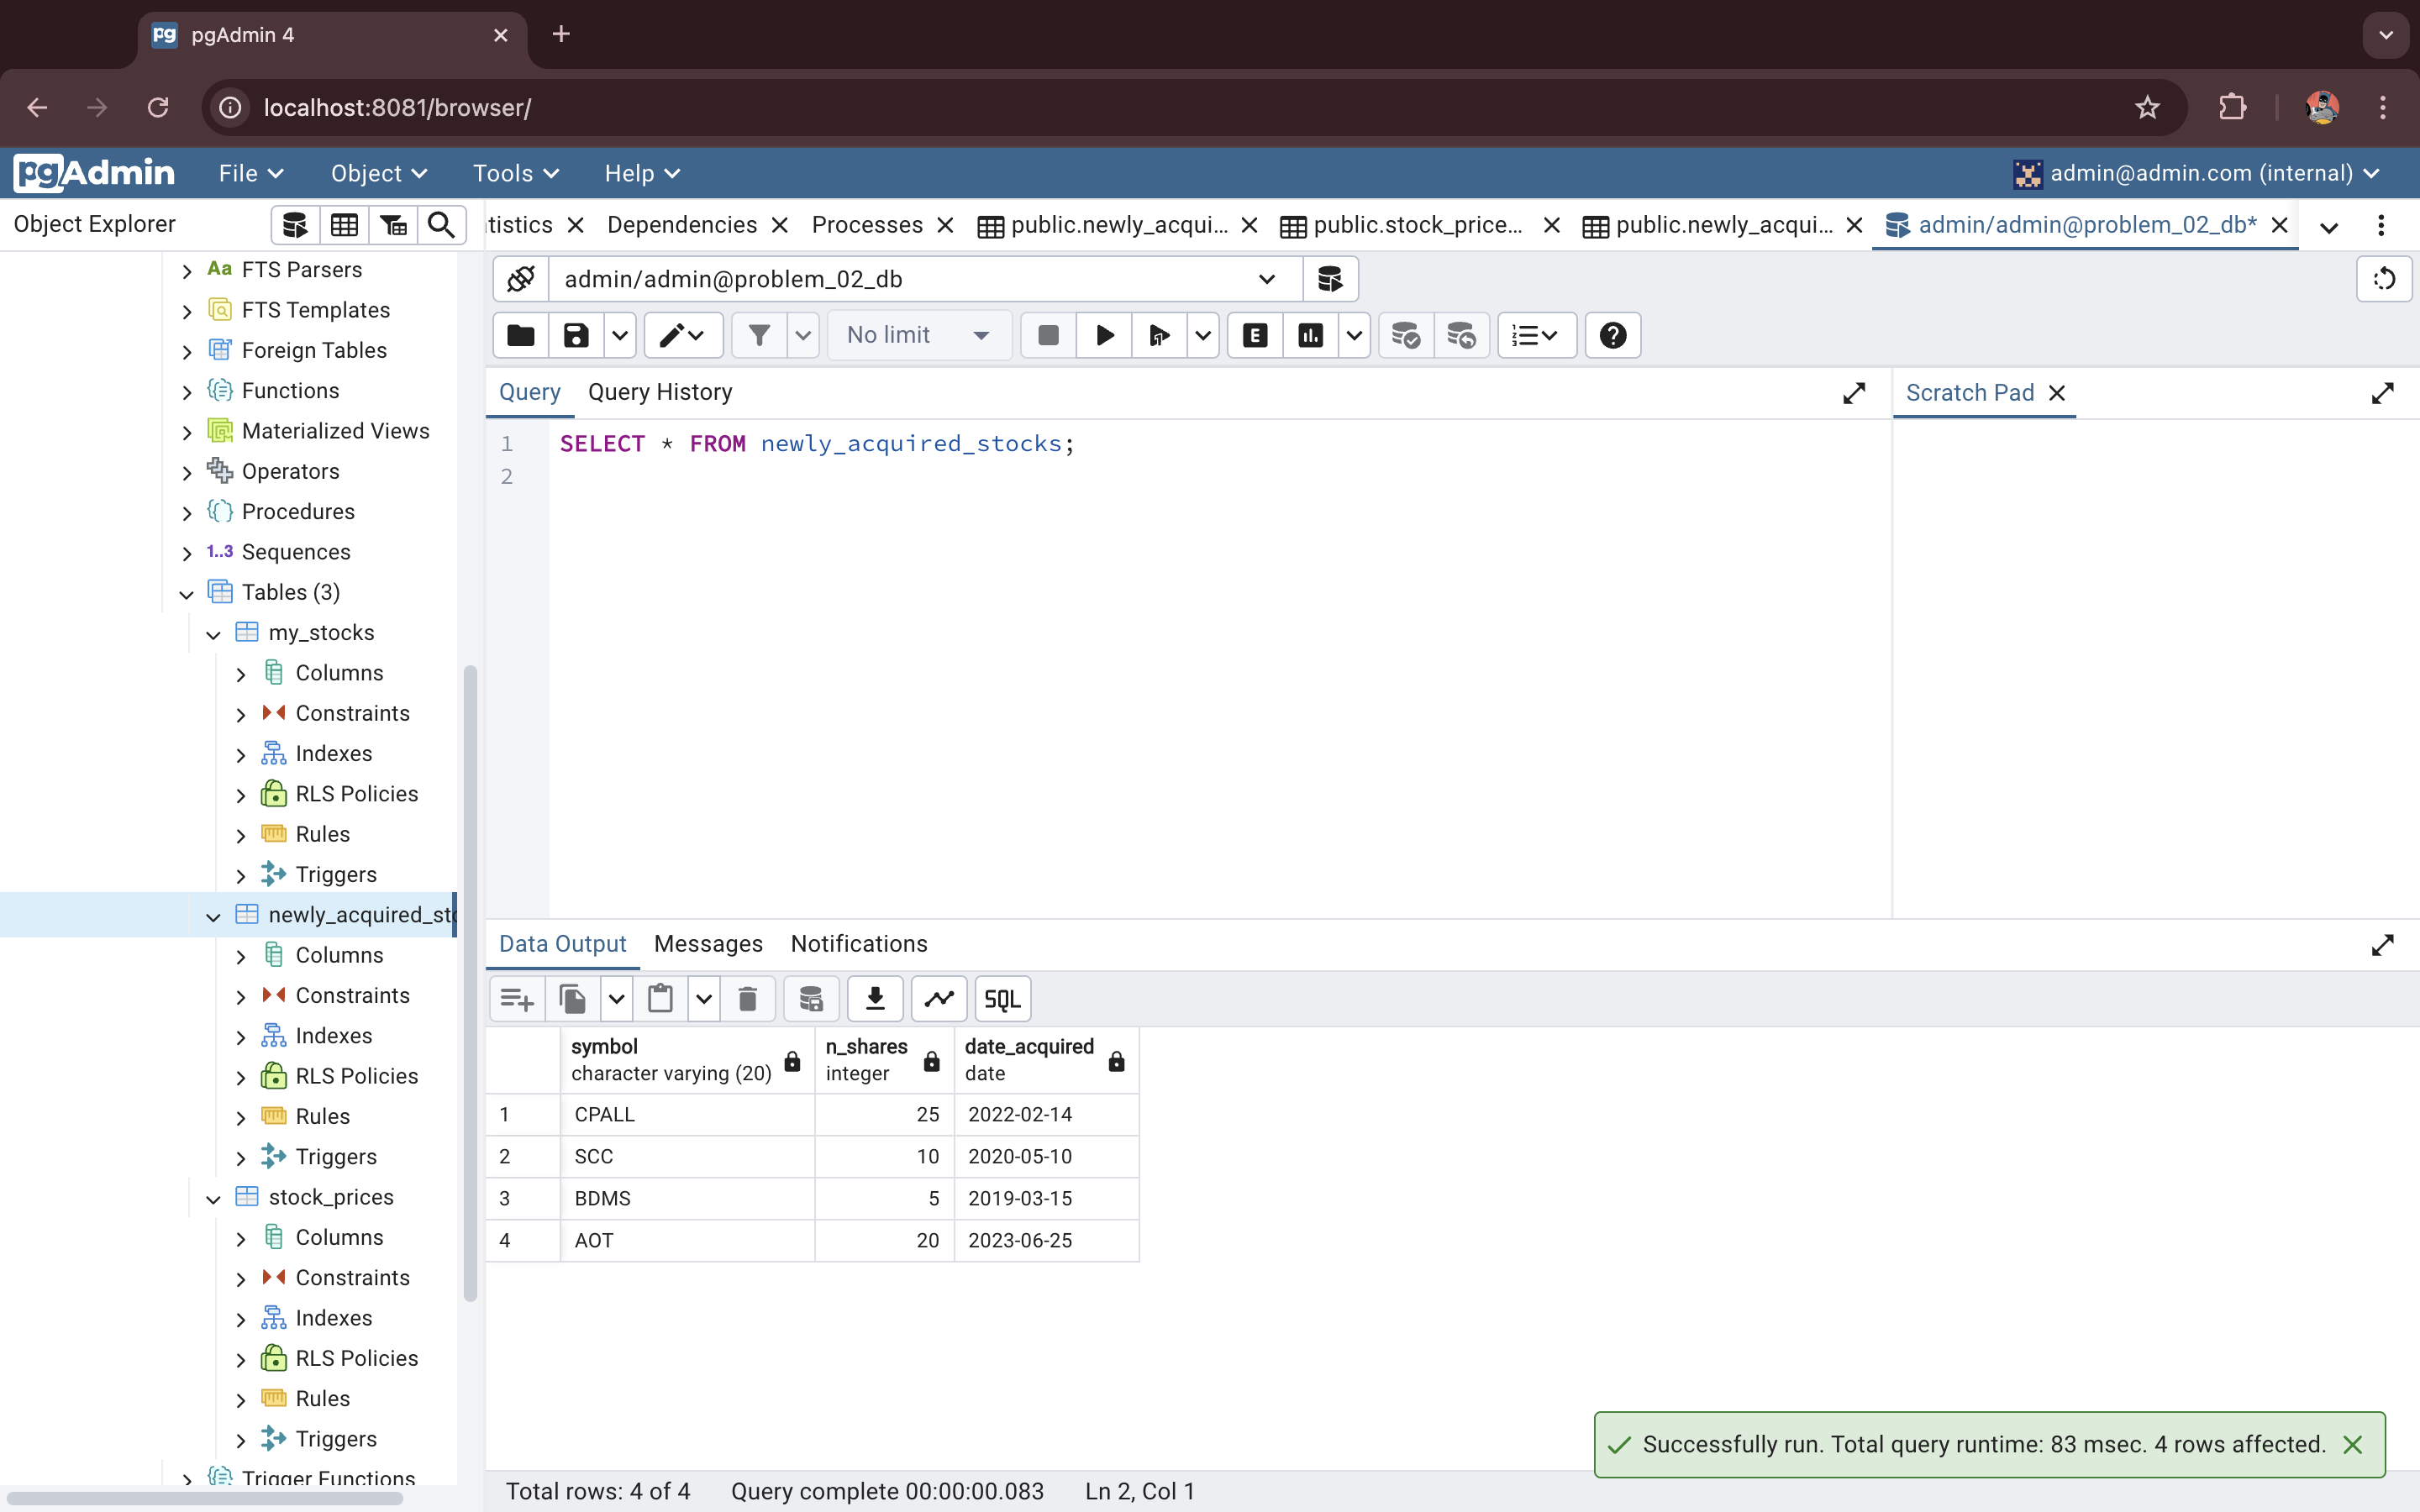 pgAdmin 4
localhost:8081/browser/
pgAdmin File Object Tools Help admin@admin.com (internal)
Object Explorer
tistics Dependencies Processes public.newly_acqui... public.stock_price... public.newly_acqui... admin/admin@problem_02_db*
admin/admin@problem_02_db
No limit E
Query Query History Scratch Pad
1 SELECT * FROM newly_acquired_stocks;
2
Aa FTS Parsers
FTS Templates
Foreign Tables
Functions
Materialized Views
Operators
Procedures
1..3 Sequences
Tables (3)
my_stocks
Columns
Constraints
Indexes
RLS Policies
Rules
Triggers
newly_acquired_sto
Columns
Constraints
Indexes
RLS Policies
Rules
Triggers
stock_prices
Columns
Constraints
Indexes
RLS Policies
Rules
Triggers
Trigger Functions
Data Output Messages Notifications
SQL
symbol n_shares date_acquired
character varying (20) integer date
1 CPALL 25 2022-02-14
2 SCC 10 2020-05-10
3 BDMS 5 2019-03-15
4 AOT 20 2023-06-25
Successfully run. Total query runtime: 83 msec. 4 rows affected.
Total rows: 4 of 4 Query complete 00:00:00.083 Ln 2, Col 1